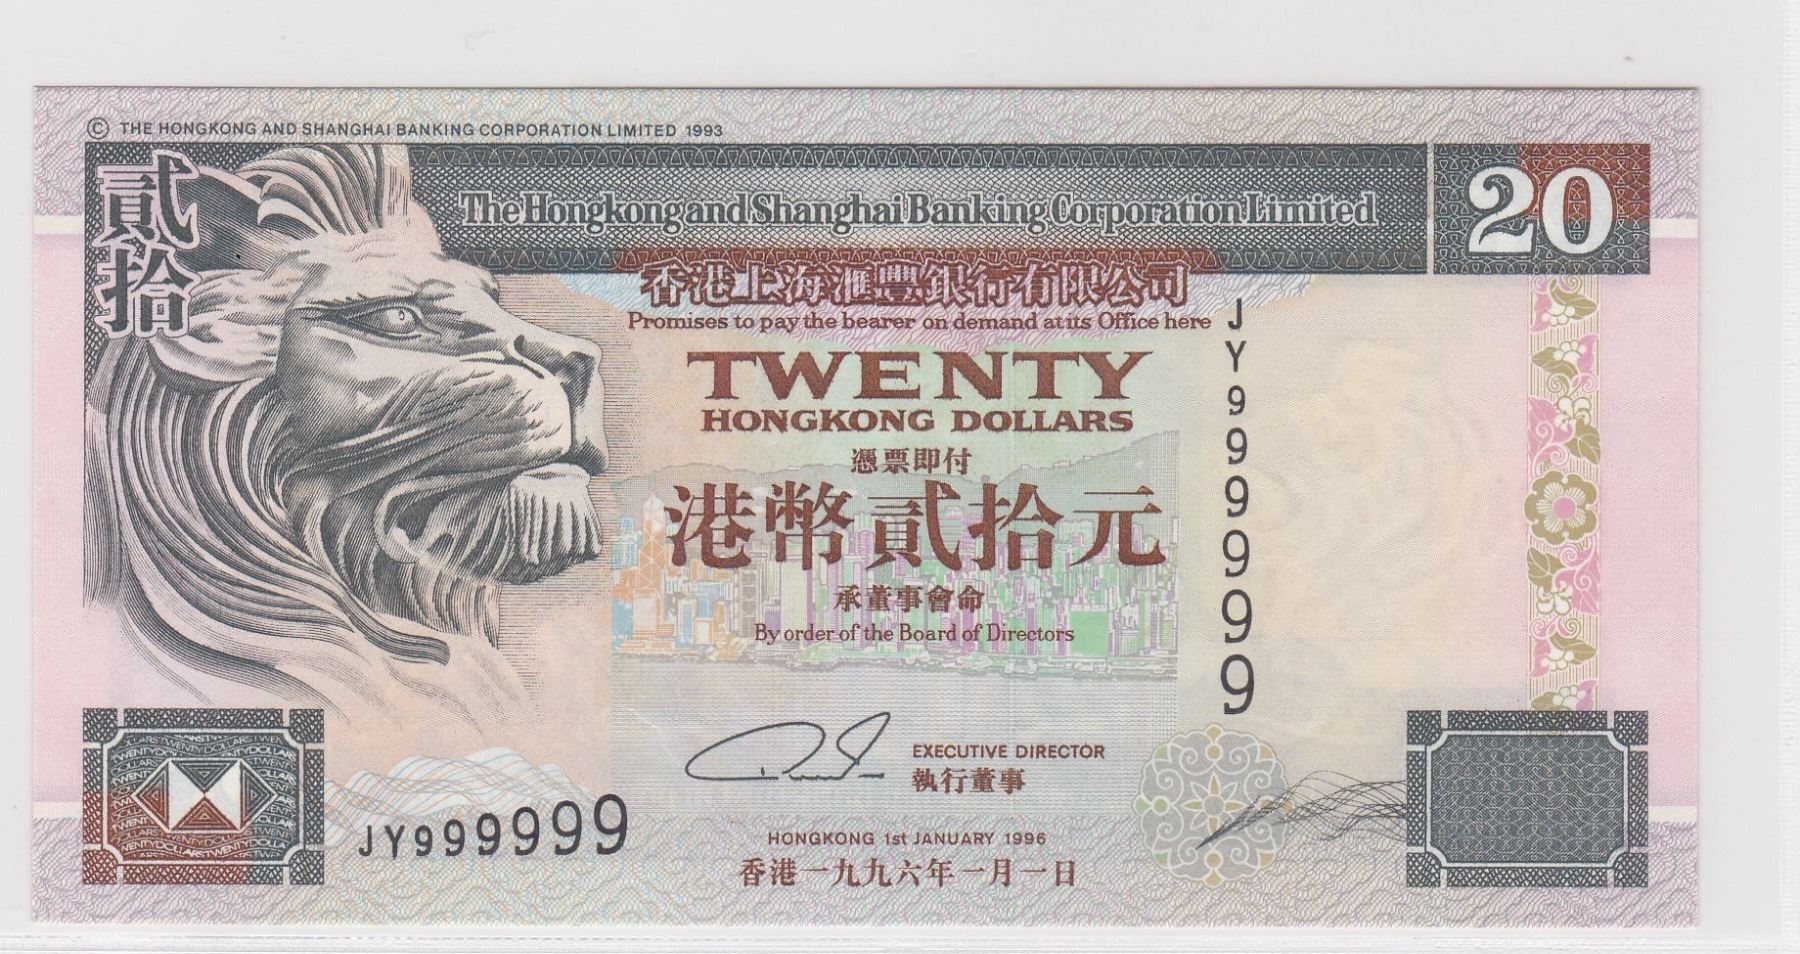 © THE HONGKONG AND SHANGHAI BANKING CORPORATION LIMITED 1993
貳拾
The Hongkong and Shanghai Banking Corporation Limited
20
香港上海滙豐銀行有限公司
Promises to pay the bearer on demand at its Office here
JY999999
TWENTY
HONGKONG DOLLARS
憑票即付
港幣貳拾元
承董事會命
By order of the Board of Directors
EXECUTIVE DIRECTOR
執行董事
JY999999
HONGKONG 1st JANUARY 1996
香港一九九六年一月一日